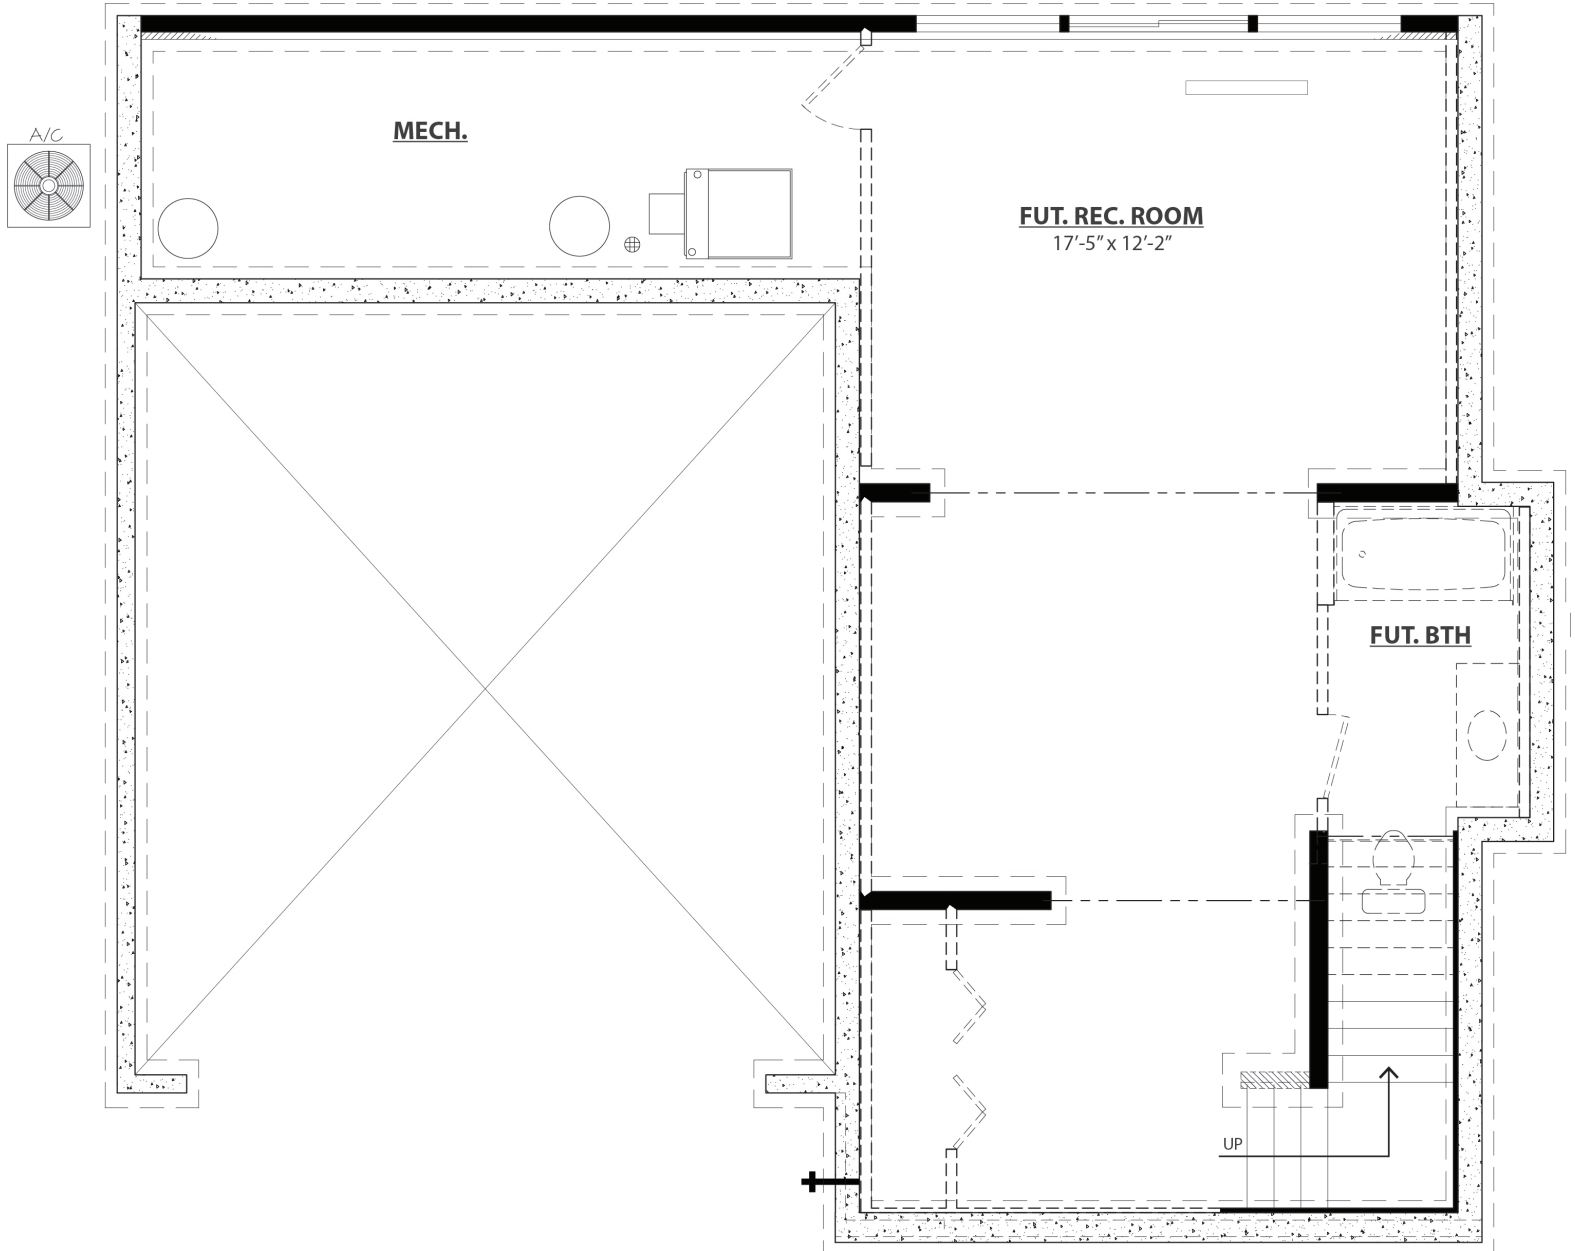 A/C
MECH.
FUT. REC. ROOM
17’-5” x 12’-2”
FUT. BTH
UP